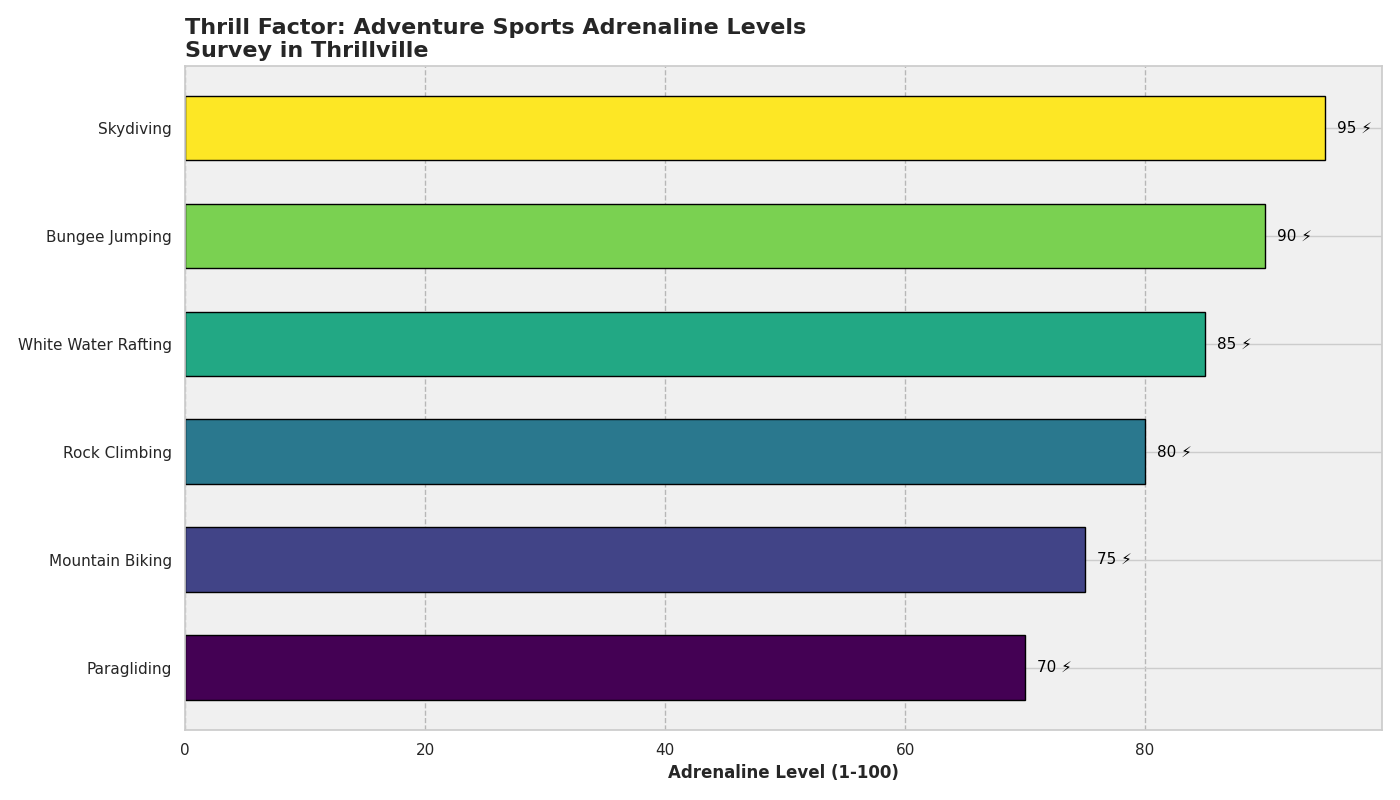 Thrill Factor: Adventure Sports Adrenaline Levels
Survey in Thrillville
Skydiving
95 ⚡
Bungee Jumping
90 ⚡
White Water Rafting
85 ⚡
Rock Climbing
80 ⚡
Mountain Biking
75 ⚡
Paragliding
70 ⚡
0 20 40 60 80
Adrenaline Level (1-100)